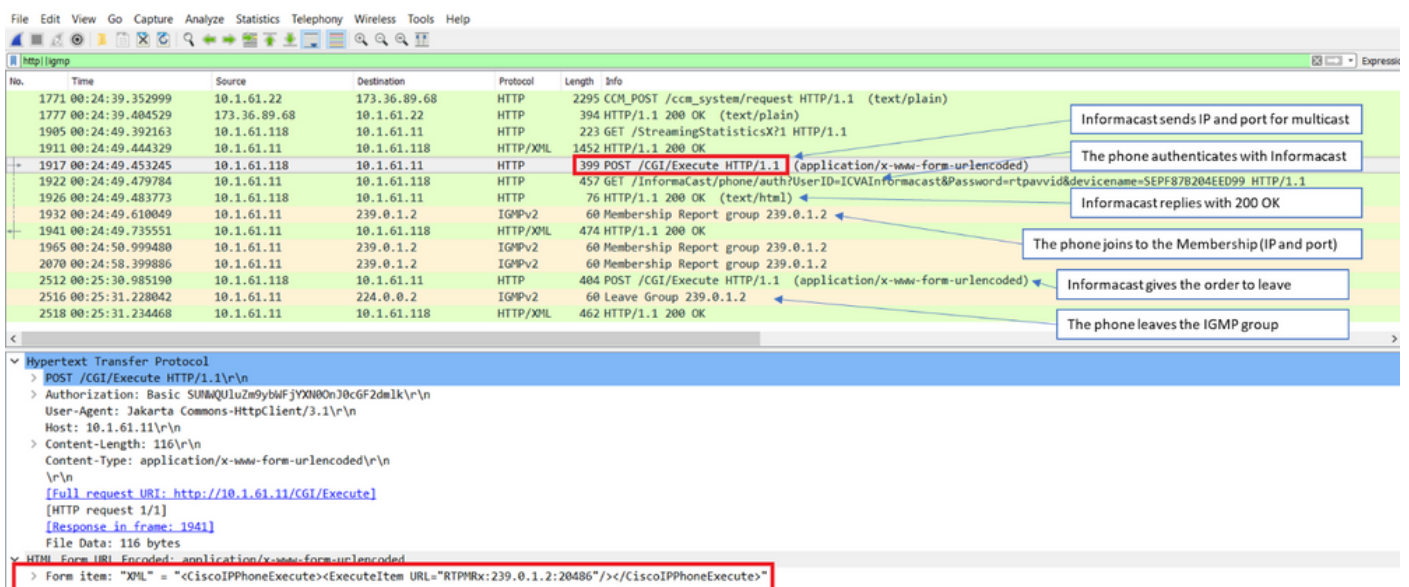 File Edit View Go Capture Analyze Statistics Telephony Wireless Tools Help
http||igmp Expressio
No. Time Source Destination Protocol Length Info
1771 00:24:39.352999 10.1.61.22 173.36.89.68 HTTP 2295 CCM_POST /ccm_system/request HTTP/1.1 (text/plain)
1777 00:24:39.404529 173.36.89.68 10.1.61.22 HTTP 394 HTTP/1.1 200 OK (text/plain)
Informacast sends IP and port for multicast
1905 00:24:49.392163 10.1.61.118 10.1.61.11 HTTP 223 GET /StreamingStatisticsX?1 HTTP/1.1
1911 00:24:49.444329 10.1.61.11 10.1.61.118 HTTP/XML 1452 HTTP/1.1 200 OK
The phone authenticates with Informacast
1917 00:24:49.453245 10.1.61.118 10.1.61.11 HTTP 399 POST /CGI/Execute HTTP/1.1 (application/x-www-form-urlencoded)
1922 00:24:49.479784 10.1.61.11 10.1.61.118 HTTP 457 GET /InformaCast/phone/auth?UserID=ICVAInformacast&Password=rtpavvid&devicename=SEPF87B204EED99 HTTP/1.1
1926 00:24:49.483773 10.1.61.118 10.1.61.11 HTTP 76 HTTP/1.1 200 OK (text/html)
Informacast replies with 200 OK
1932 00:24:49.610049 10.1.61.11 239.0.1.2 IGMPv2 60 Membership Report group 239.0.1.2
1941 00:24:49.735551 10.1.61.11 10.1.61.118 HTTP/XML 474 HTTP/1.1 200 OK
The phone joins to the Membership (IP and port)
1965 00:24:50.999480 10.1.61.11 239.0.1.2 IGMPv2 60 Membership Report group 239.0.1.2
2070 00:24:58.399886 10.1.61.11 239.0.1.2 IGMPv2 60 Membership Report group 239.0.1.2
2512 00:25:30.985190 10.1.61.118 10.1.61.11 HTTP 404 POST /CGI/Execute HTTP/1.1 (application/x-www-form-urlencoded)
Informacast gives the order to leave
2516 00:25:31.228042 10.1.61.11 224.0.0.2 IGMPv2 60 Leave Group 239.0.1.2
2518 00:25:31.234468 10.1.61.11 10.1.61.118 HTTP/XML 462 HTTP/1.1 200 OK
The phone leaves the IGMP group
Hypertext Transfer Protocol
POST /CGI/Execute HTTP/1.1\r\n
Authorization: Basic SUNWQUluZm9ybWFjYXN0OnJ0cGF2dmlk\r\n
User-Agent: Jakarta Commons-HttpClient/3.1\r\n
Host: 10.1.61.11\r\n
Content-Length: 116\r\n
Content-Type: application/x-www-form-urlencoded\r\n
\r\n
[Full request URI: http://10.1.61.11/CGI/Execute]
[HTTP request 1/1]
[Response in frame: 1941]
File Data: 116 bytes
HTML Form URL Encoded: application/x-www-form-urlencoded
Form item: "XML" = "<CiscoIPPhoneExecute><ExecuteItem URL="RTPMRx:239.0.1.2:20486"/></CiscoIPPhoneExecute>"